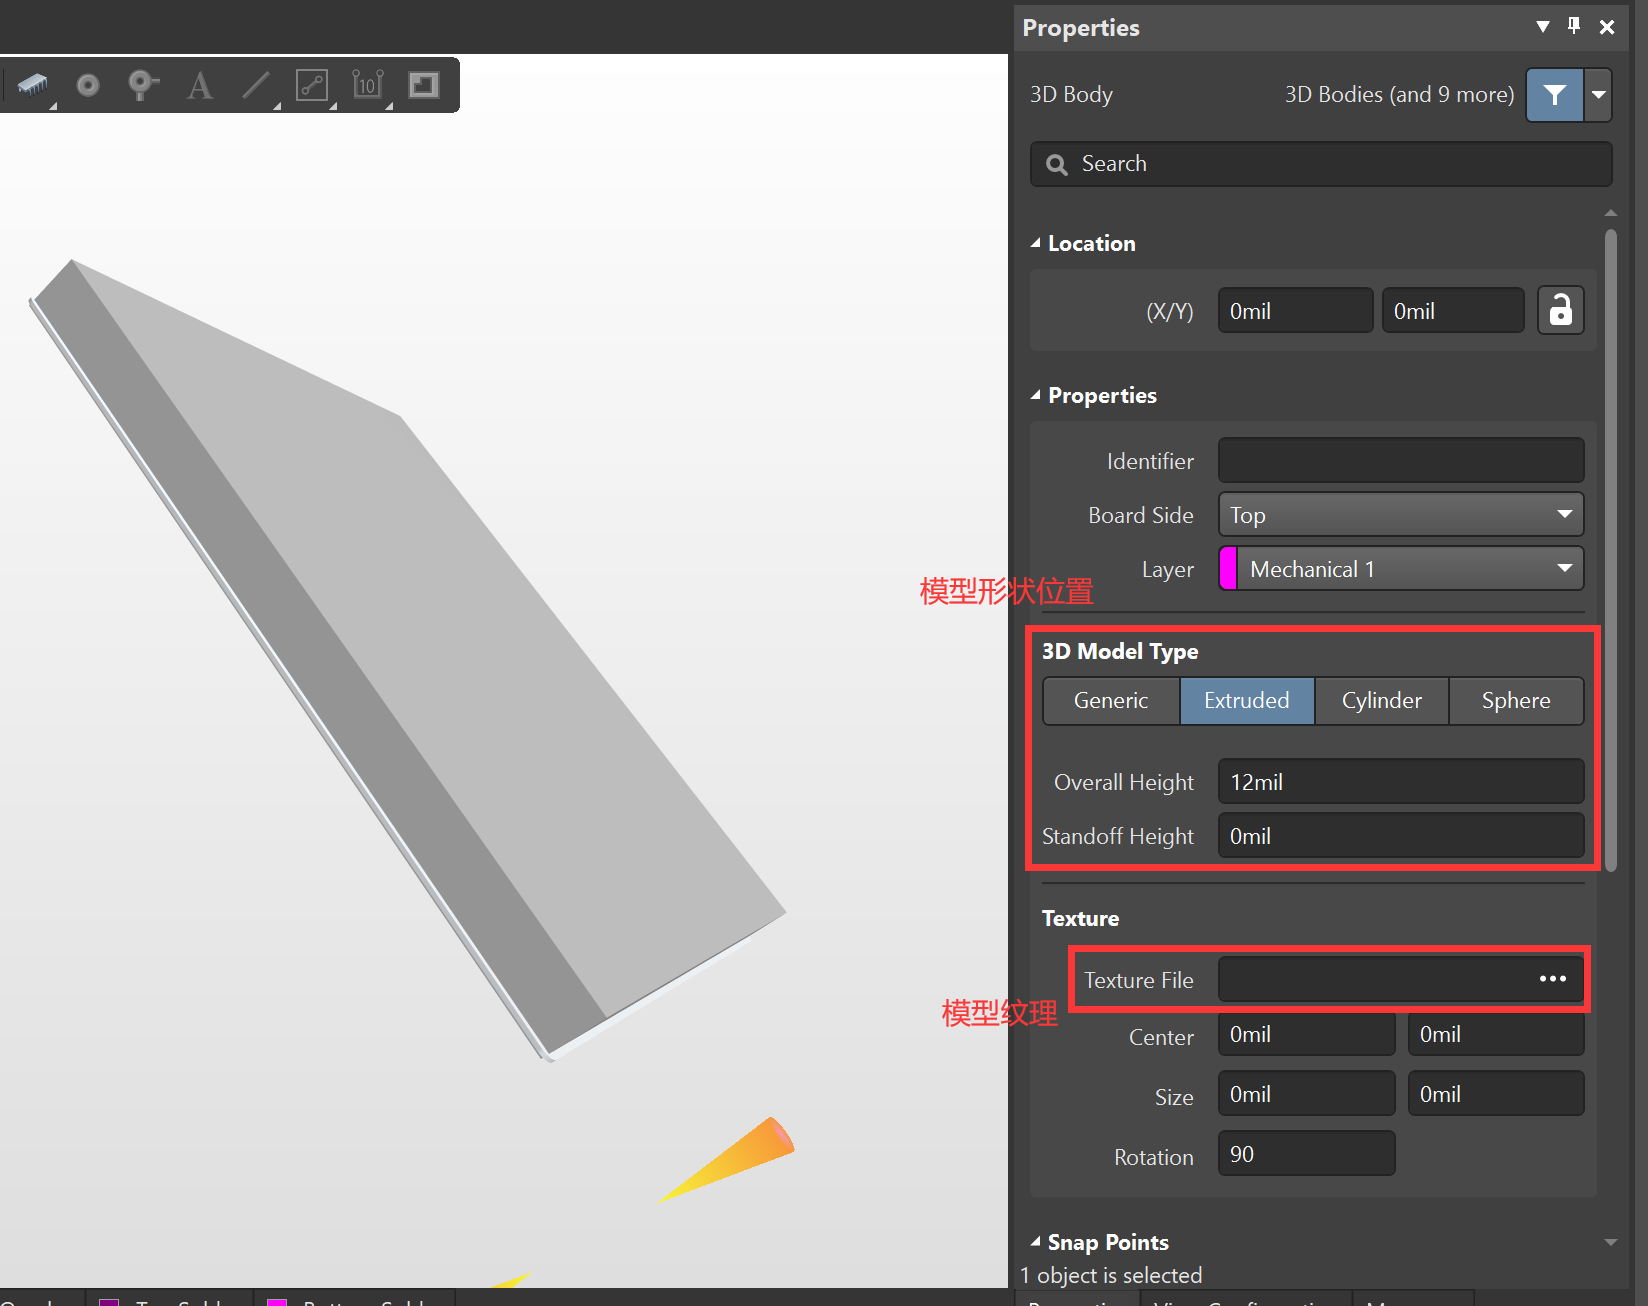 Properties
10
A
3D Body
3D Bodies (and 9 more)
Search
Location
(X/Y)
0mil
0mil
Properties
Identifier
Board Side
Top
Layer
Mechanical 1
模型形状位置
3D Model Type
Generic
Extruded
Cylinder
Sphere
Overall Height
12mil
Standoff Height
0mil
Texture
Texture File
...
模型纹理
Center
0mil
0mil
Size
0mil
0mil
Rotation
90
Snap Points
1 object is selected